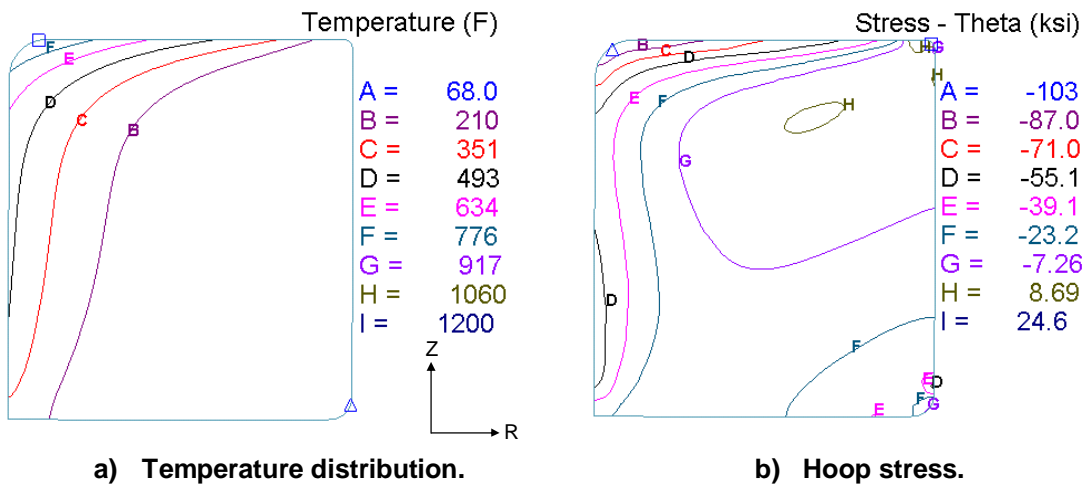 Temperature (F)
A = 68.0
B = 210
C = 351
D = 493
E = 634
F = 776
G = 917
H = 1060
I = 1200
F
E
D
C
B
Z
R
a) Temperature distribution.
Stress - Theta (ksi)
A = -103
B = -87.0
C = -71.0
D = -55.1
E = -39.1
F = -23.2
G = -7.26
H = 8.69
I = 24.6
B
C
D
E
F
G
H
H
G
H
D
F
E
D
F
G
E
b) Hoop stress.